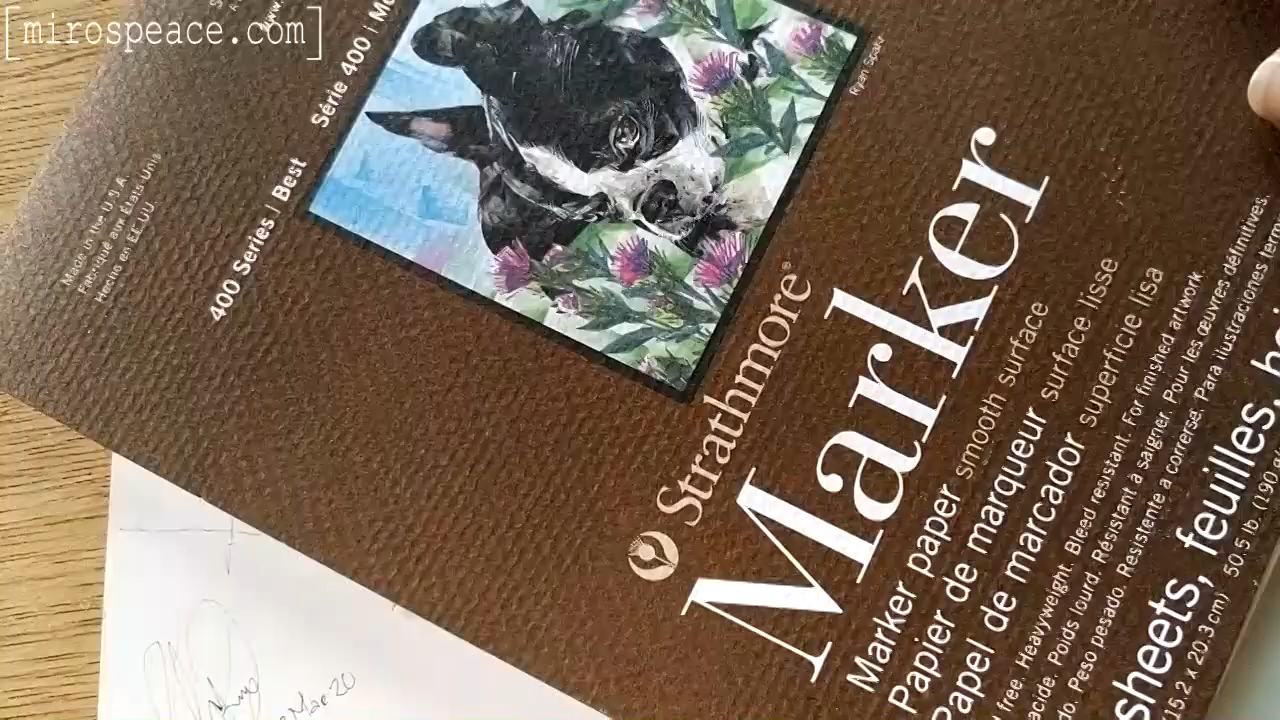 [mirospeace.com]
Made in the U.S.A.
Fabriqué aux États-Unis
Hecho en EE.UU.
400 Series | Best
Série 400 |
Ryan Spahr
Strathmore®
Marker
Marker paper smooth surface
Papier de marqueur surface lisse
Papel de marcador superficie lisa
free. Heavyweight. Bleed resistant. For finished artwork.
acide. Poids lourd. Résistant à saigner. Pour les œuvres définitives.
Peso pesado. Resistente a correrse. Para ilustraciones
sheets, feuilles,
15.2 x 20.3 cm) 50.5 lb.